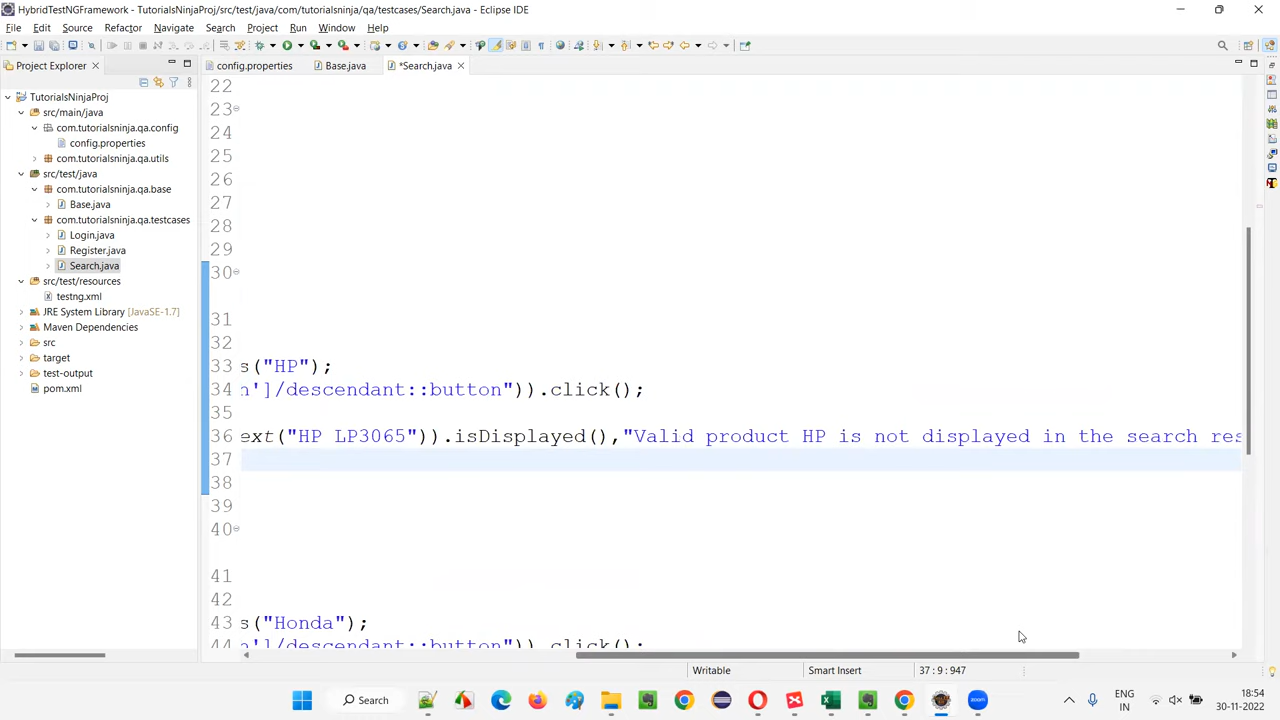 HybridTestNGFramework - TutorialsNinjaProj/src/test/java/com/tutorialsninja/qa/testcases/Search.java - Eclipse IDE
File Edit Source Refactor Navigate Search Project Run Window Help
Project Explorer
config.properties
Base.java
*Search.java
TutorialsNinjaProj
src/main/java
com.tutorialsninja.qa.config
config.properties
com.tutorialsninja.qa.utils
src/test/java
com.tutorialsninja.qa.base
Base.java
com.tutorialsninja.qa.testcases
Login.java
Register.java
Search.java
src/test/resources
testng.xml
JRE System Library [JavaSE-1.7]
Maven Dependencies
src
target
test-output
pom.xml
22
23
24
25
26
27
28
29
30
31
32
33 s("HP");
34 n']/descendant::button")).click();
35
36 ext("HP LP3065")).isDisplayed(),"Valid product HP is not displayed in the search res
37
38
39
40
41
42
43 s("Honda");
44 n']/descendant::button")).click();
Writable Smart Insert 37 : 9 : 947
Search
zoom
ENG
IN
18:54
30-11-2022